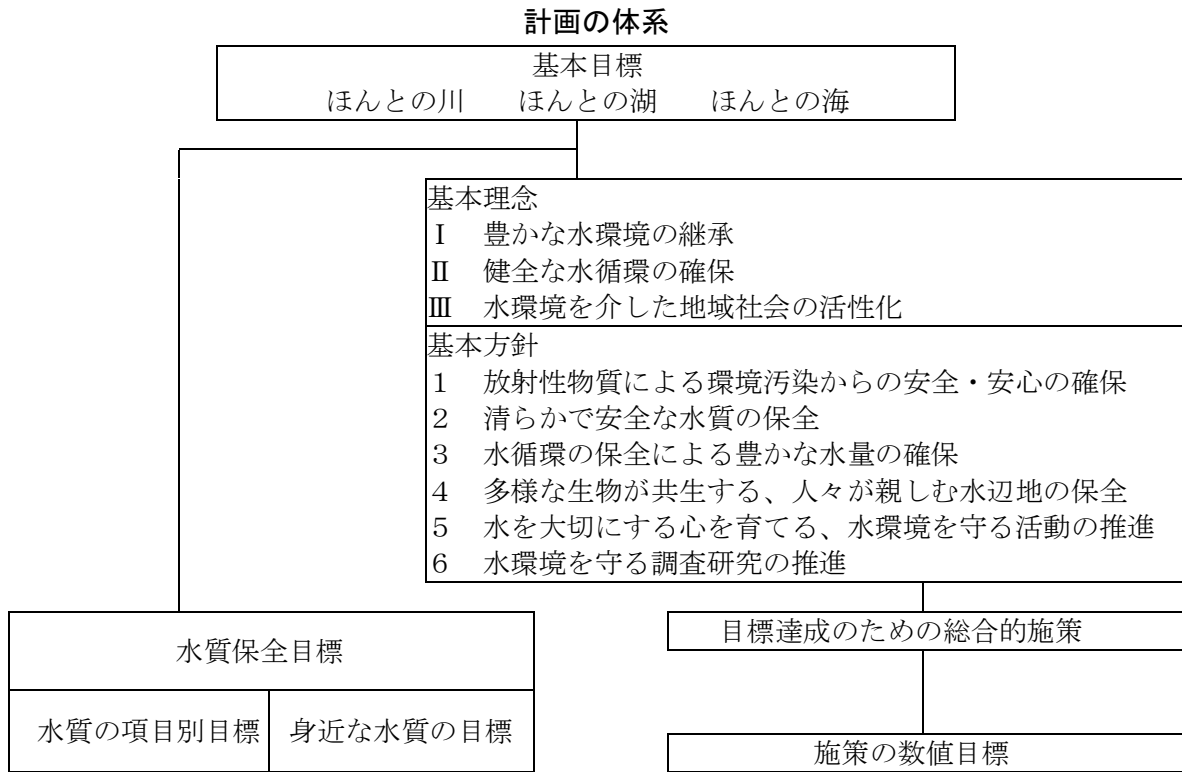 計画の体系
基本目標
ほんとの川　　ほんとの湖　　ほんとの海
基本理念
Ⅰ　豊かな水環境の継承
Ⅱ　健全な水循環の確保
Ⅲ　水環境を介した地域社会の活性化
基本方針
１　放射性物質による環境汚染からの安全・安心の確保
２　清らかで安全な水質の保全
３　水循環の保全による豊かな水量の確保
４　多様な生物が共生する、人々が親しむ水辺地の保全
５　水を大切にする心を育てる、水環境を守る活動の推進
６　水環境を守る調査研究の推進
水質保全目標
水質の項目別目標
身近な水質の目標
目標達成のための総合的施策
施策の数値目標